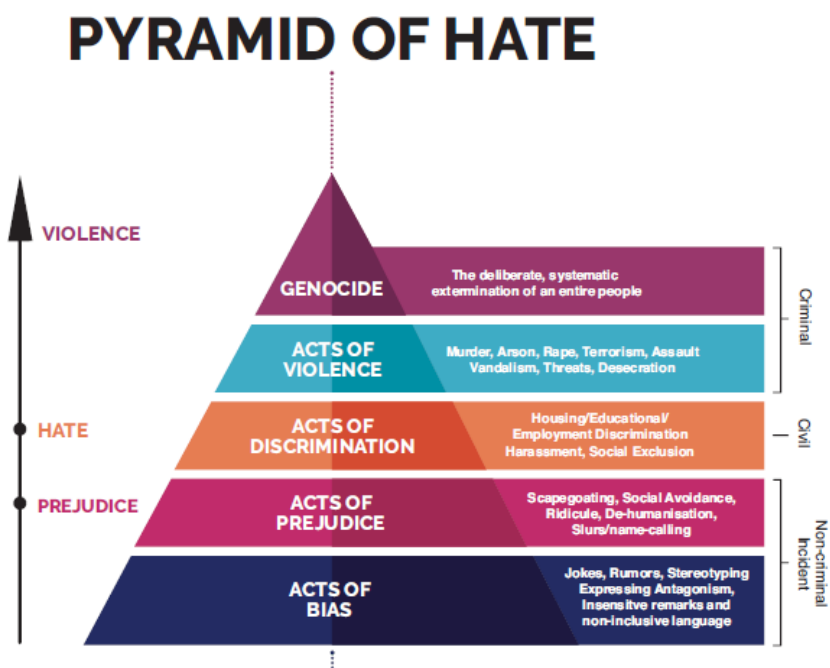 PYRAMID OF HATE
VIOLENCE
GENOCIDE
The deliberate, systematic
extermination of an entire people
Criminal
ACTS OF
VIOLENCE
Murder, Arson, Rape, Terrorism, Assault
Vandalism, Threats, Desecration
HATE
ACTS OF
DISCRIMINATION
Housing/Educational/
Employment Discrimination
Harassment, Social Exclusion
Civil
PREJUDICE
ACTS OF
PREJUDICE
Scapegoating, Social Avoidance,
Ridicule, De-humanisation,
Slurs/name-calling
Non-criminal
Incident
ACTS OF
BIAS
Jokes, Rumors, Stereotyping
Expressing Antagonism,
Insensitve remarks and
non-inclusive language